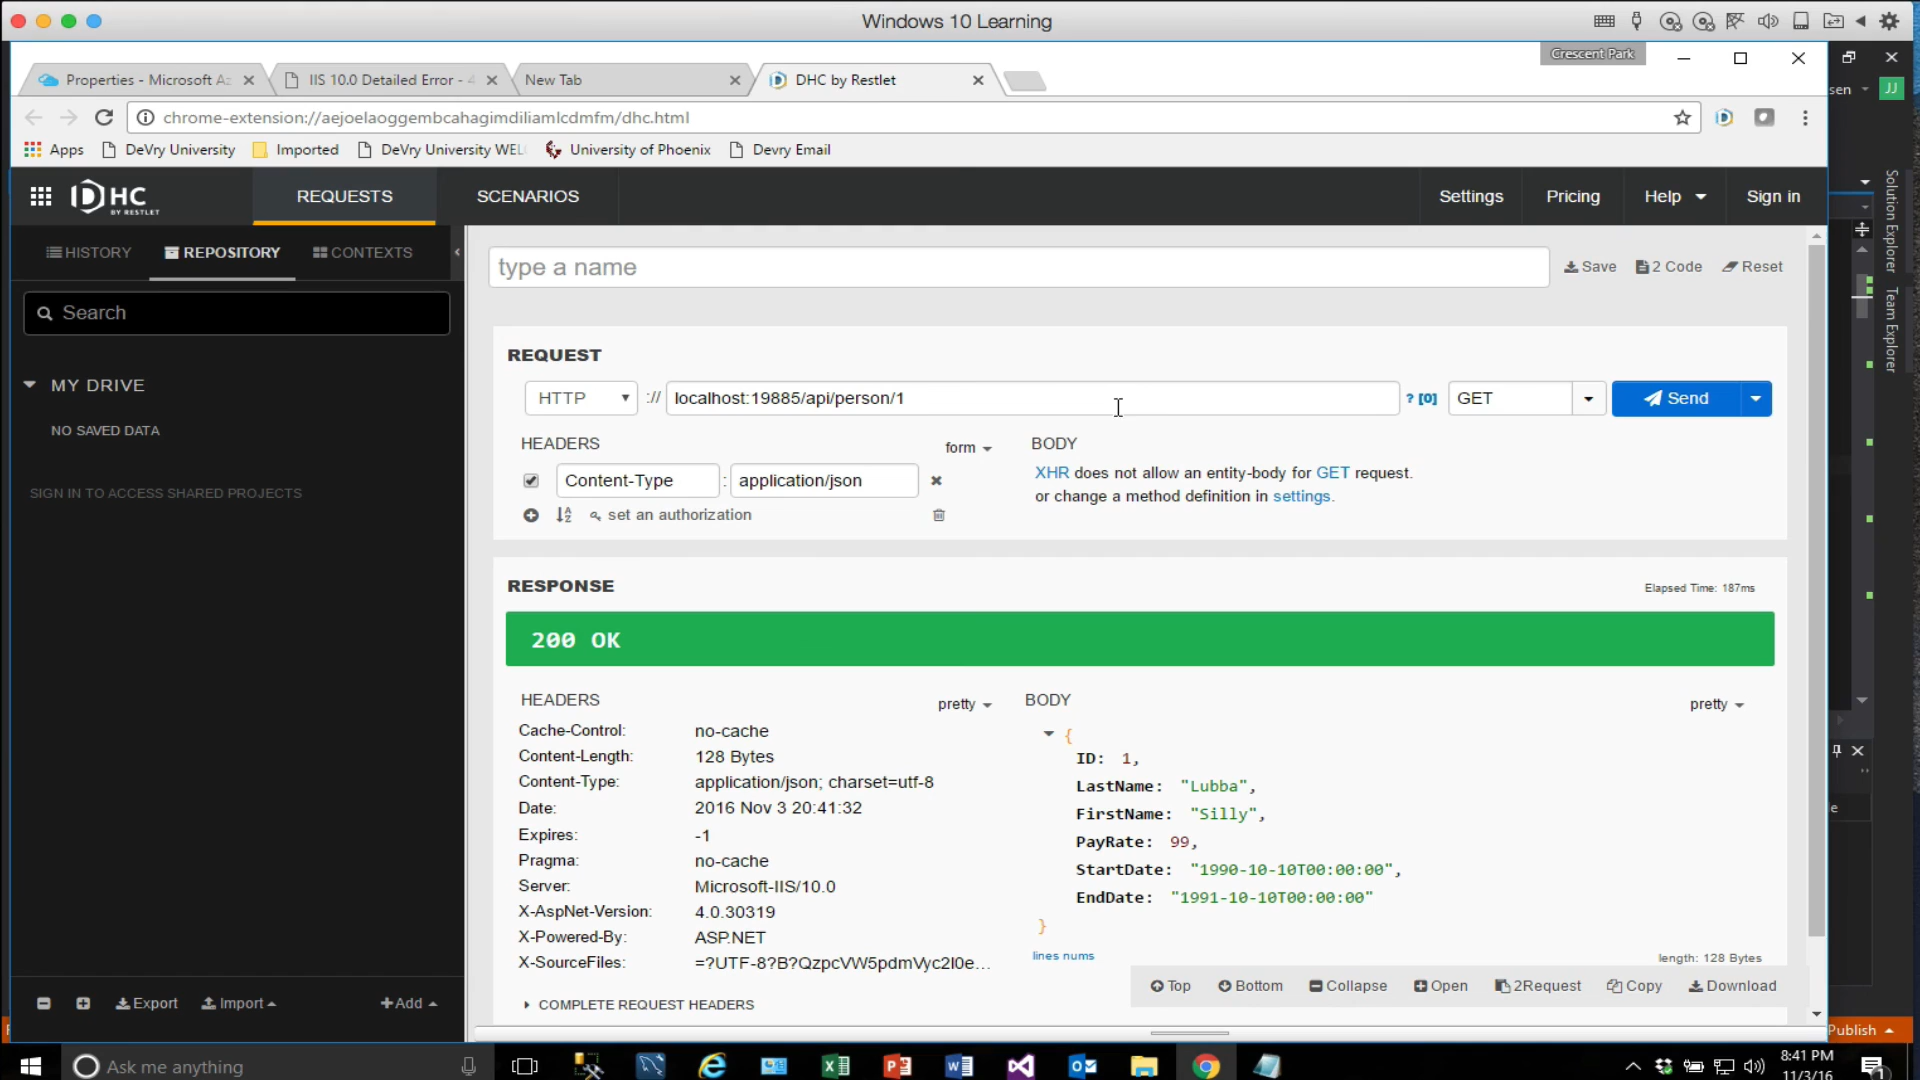 Windows 10 Learning
Crescent Park
Properties - Microsoft Az
IIS 10.0 Detailed Error - 4
New Tab
DHC by Restlet
sen
JJ
chrome-extension://aejoelaoggembcahagimdiliamlcdmfm/dhc.html
Apps
DeVry University
Imported
DeVry University WEL
University of Phoenix
Devry Email
DHC
BY RESTLET
REQUESTS
SCENARIOS
Settings
Pricing
Help
Sign in
Solution Explorer
Team Explorer
HISTORY
REPOSITORY
CONTEXTS
type a name
Save
2 Code
Reset
Search
REQUEST
MY DRIVE
HTTP
://
localhost:19885/api/person/1
? [0]
GET
Send
NO SAVED DATA
HEADERS
form
BODY
Content-Type
:
application/json
XHR does not allow an entity-body for GET request.
or change a method definition in settings.
SIGN IN TO ACCESS SHARED PROJECTS
set an authorization
RESPONSE
Elapsed Time: 187ms
200 OK
HEADERS
pretty
BODY
pretty
Cache-Control: no-cache
Content-Length: 128 Bytes
Content-Type: application/json; charset=utf-8
Date: 2016 Nov 3 20:41:32
Expires: -1
Pragma: no-cache
Server: Microsoft-IIS/10.0
X-AspNet-Version: 4.0.30319
X-Powered-By: ASP.NET
X-SourceFiles: =?UTF-8?B?QzpcVW5pdmVyc2l0e...
{
ID: 1,
LastName: "Lubba",
FirstName: "Silly",
PayRate: 99,
StartDate: "1990-10-10T00:00:00",
EndDate: "1991-10-10T00:00:00"
}
lines nums
length: 128 Bytes
Top
Bottom
Collapse
Open
2Request
Copy
Download
COMPLETE REQUEST HEADERS
Export
Import
+Add
Publish
Ask me anything
8:41 PM
11/3/16
1